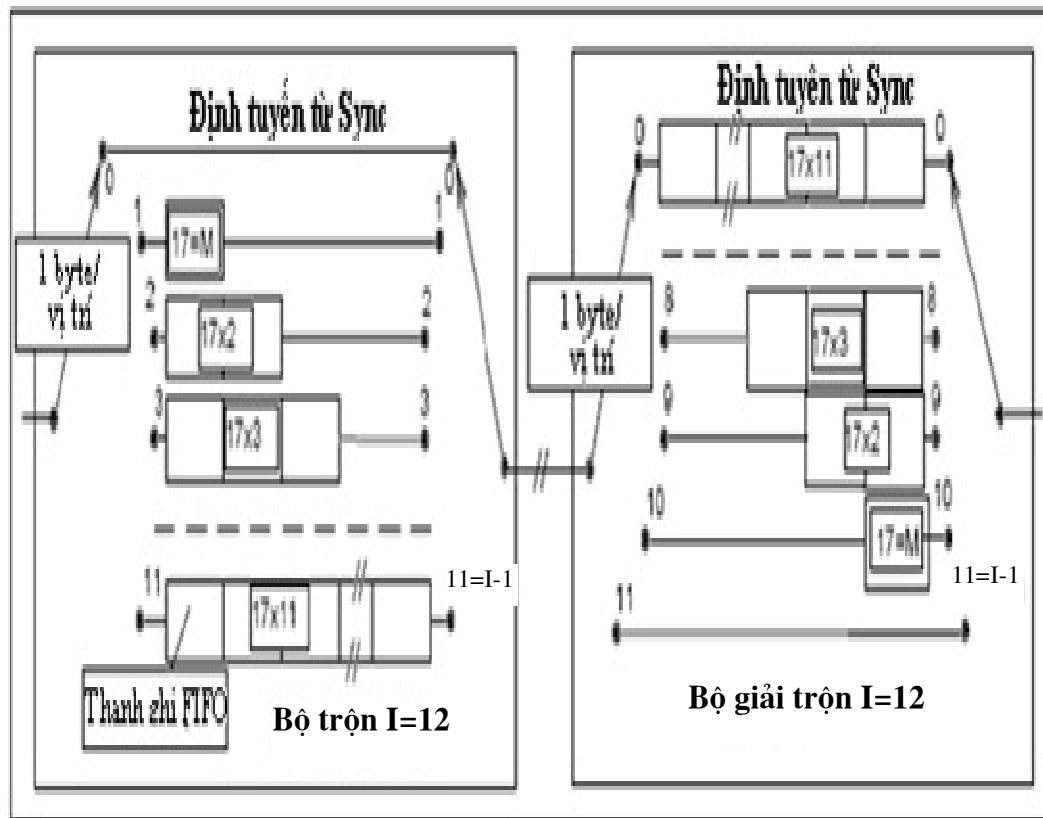 Định tuyến từ Sync
0
0
1
1
17=M
1 byte/
vị trí
2
2
17x2
3
3
17x3
11
11=I-1
17x11
Thanh ghi FIFO
Bộ trộn I=12
Định tuyến từ Sync
0
0
17x11
1 byte/
vị trí
8
8
17x3
9
9
17x2
10
10
17=M
11
11=I-1
Bộ giải trộn I=12